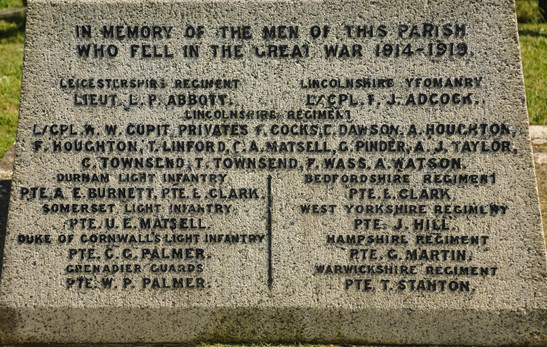 IN MEMORY OF THE MEN OF THIS PARISH
WHO FELL IN THE GREAT WAR 1914-1919.
LEICESTERSHIRE REGIMENT
LIEUT. L. P. ABBOTT.
LINCOLNSHIRE YEOMANRY
L/CPL. F. J. ADCOCK.
LINCOLNSHIRE REGIMENT
L/CPL. W. W. CUPIT, PRIVATES F. COCKS, E. DAWSON, A. HOUGHTON,
F. HOUGHTON, T. LINFORD, C. A. MATSELL, G. PINDER, A. J. TAYLOR,
G. TOWNSEND, T. TOWNSEND, F. WASS, A. WATSON.
DURHAM LIGHT INFANTRY
PTE. A. E. BURNETT, PTE. L. CLARK.
SOMERSET LIGHT INFANTRY
PTE. U. E. MATSELL.
DUKE OF CORNWALLS LIGHT INFANTRY
PTE. C. G. PALMER.
GRENADIER GUARDS
PTE. W. P. PALMER.
BEDFORDSHIRE REGIMENT
PTE. L. CLARK.
WEST YORKSHIRE REGIMENT
PTE. J. HILL.
HAMPSHIRE REGIMENT
PTE. G. MARTIN.
WARWICKSHIRE REGIMENT
PTE. T. STANTON.